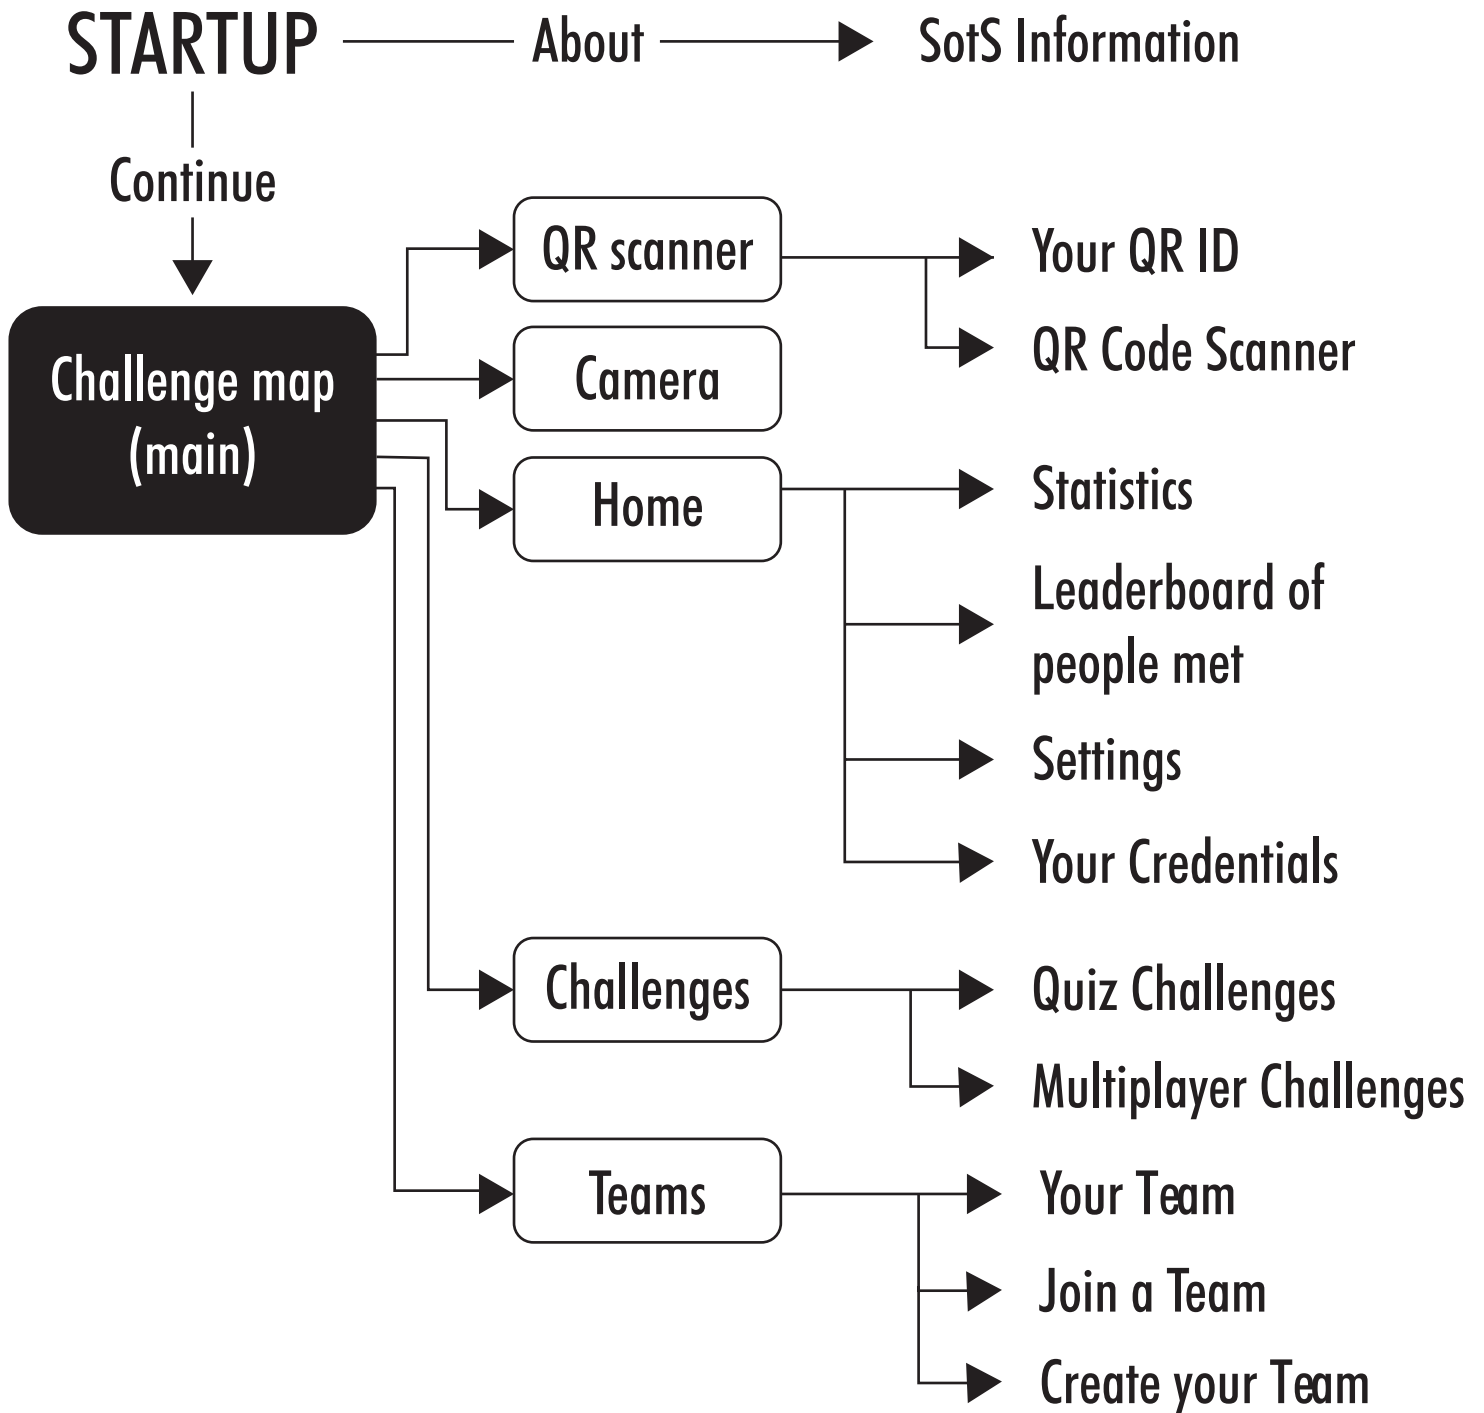 STARTUP
About
SotS Information
Continue
Challenge map
(main)
QR scanner
Your QR ID
QR Code Scanner
Camera
Home
Statistics
Leaderboard of
people met
Settings
Your Credentials
Challenges
Quiz Challenges
Multiplayer Challenges
Teams
Your Team
Join a Team
Create your Team